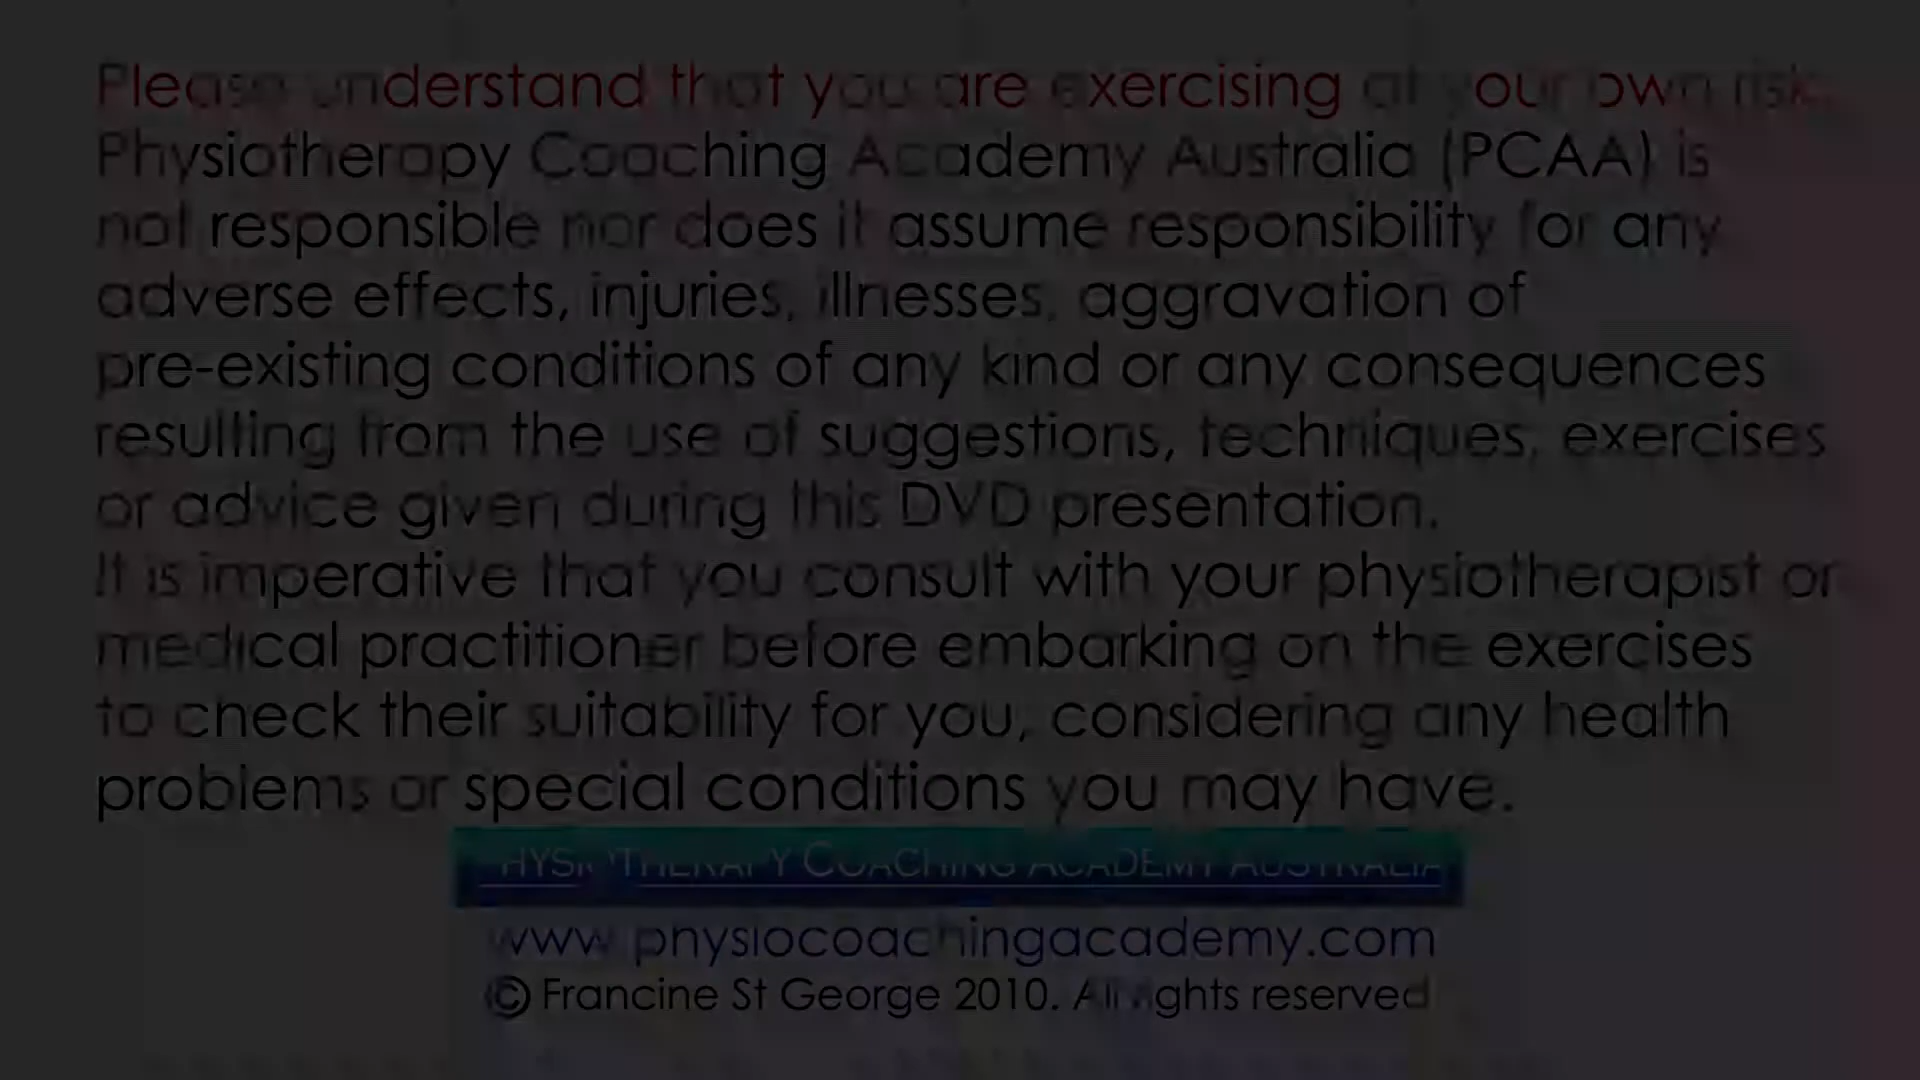 Please understand that you are exercising at your own risk.
Physiotherapy Coaching Academy Australia (PCAA) is
not responsible nor does it assume responsibility for any
adverse effects, injuries, illnesses, aggravation of
pre-existing conditions of any kind or any consequences
resulting from the use of suggestions, techniques, exercises
or advice given during this DVD presentation.
It is imperative that you consult with your physiotherapist or
medical practitioner before embarking on the exercises
to check their suitability for you, considering any health
problems or special conditions you may have.
PHYSIOTHERAPY COACHING ACADEMY AUSTRALIA
www.physiocoachingacademy.com
© Francine St George 2010. All rights reserved